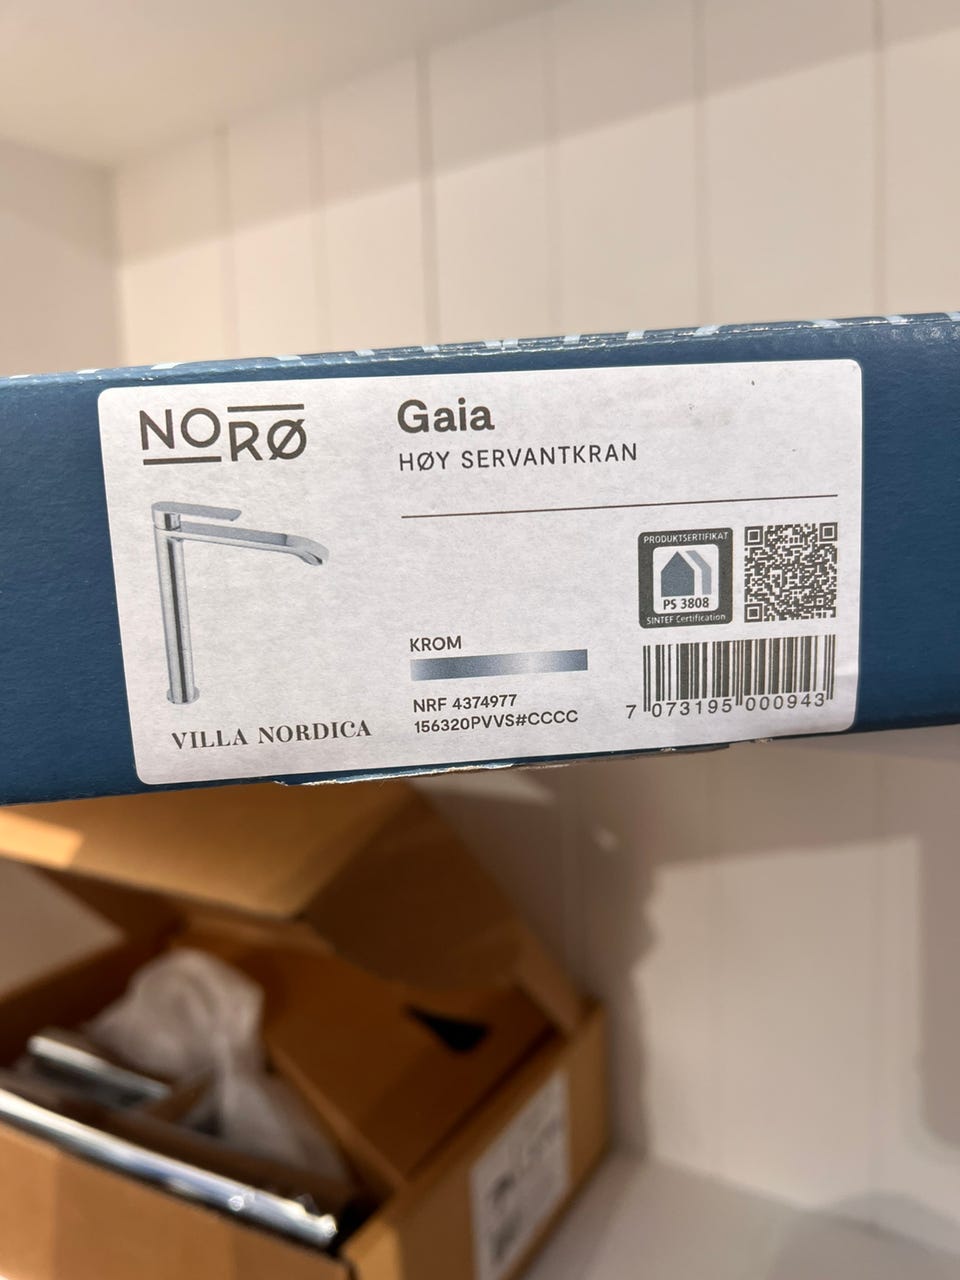 NORØ
Gaia
HØY SERVANTKRAN
PRODUKTSERTIFIKAT
PS 3808
SINTEF Certification
KROM
NRF 4374977
156320PVVS#CCCC
7 073195 000943
VILLA NORDICA